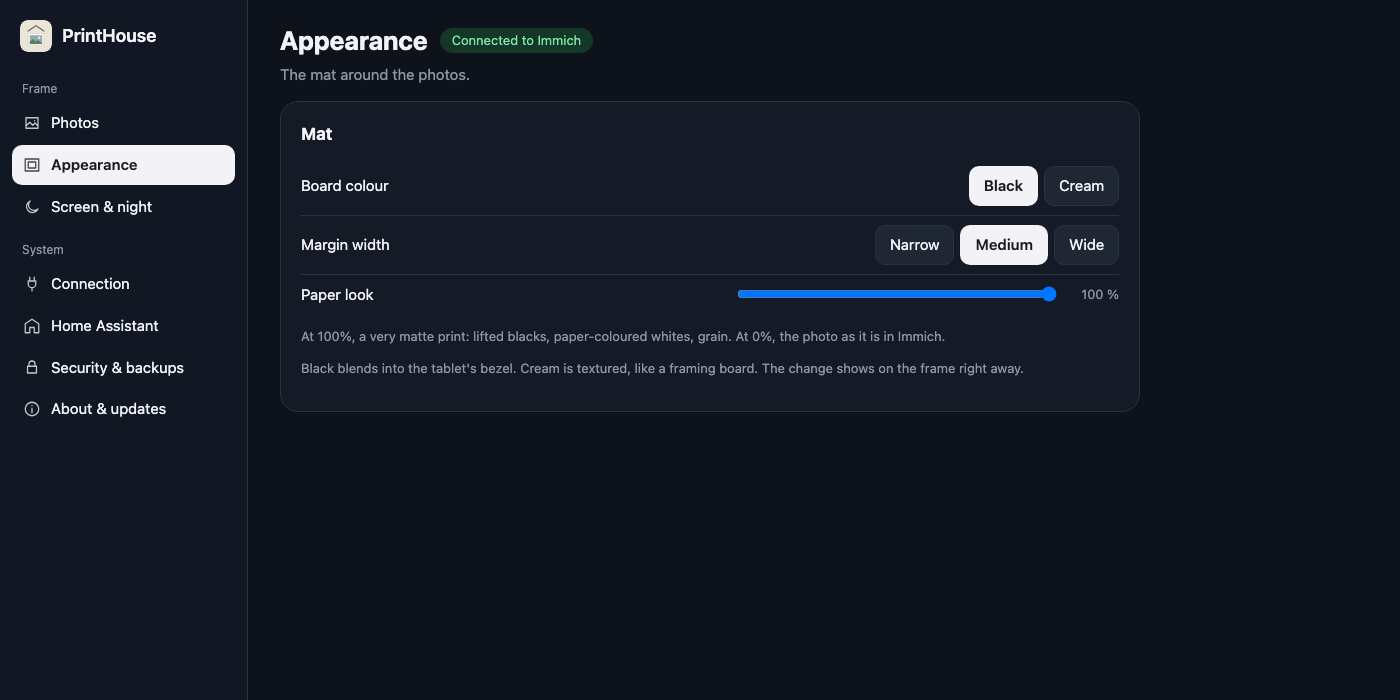 PrintHouse
Frame
Photos
Appearance
Screen & night
System
Connection
Home Assistant
Security & backups
About & updates
Appearance
Connected to Immich
The mat around the photos.
Mat
Board colour
Black
Cream
Margin width
Narrow
Medium
Wide
Paper look
100 %
At 100%, a very matte print: lifted blacks, paper-coloured whites, grain. At 0%, the photo as it is in Immich.
Black blends into the tablet's bezel. Cream is textured, like a framing board. The change shows on the frame right away.